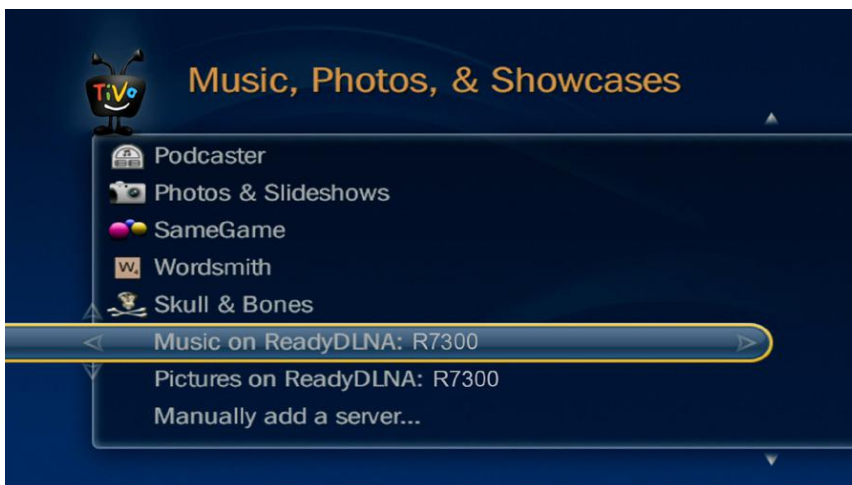 TiVo
Music, Photos, & Showcases
Podcaster
Photos & Slideshows
SameGame
W4 Wordsmith
Skull & Bones
Music on ReadyDLNA: R7300
Pictures on ReadyDLNA: R7300
Manually add a server...